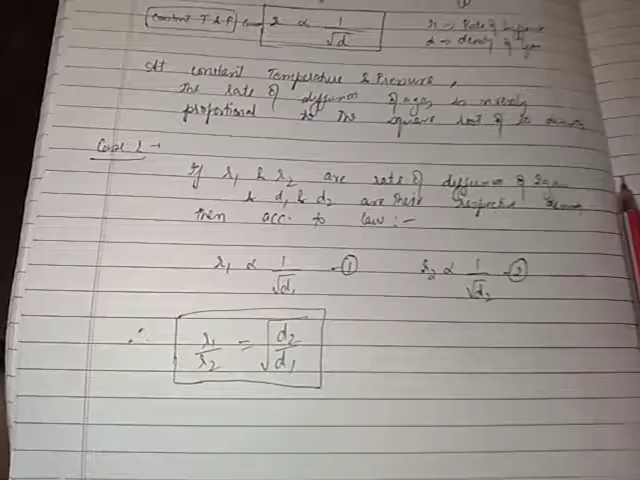 Constant T & P r ∝ 1/√d r → Rate of
d → density of gas
At constant Temperature & Pressure,
The rate of diffusion of a gas is inversely
proportional to the square root of its density
Case 1 →
If r₁ & r₂ are rate of diffusion of
& d₁ & d₂ are their respective density
then acc. to law :-
r₁ ∝ 1/√d₁ -① r₂ ∝ 1/√d₂ -②
∴ r₁/r₂ = √d₂/d₁